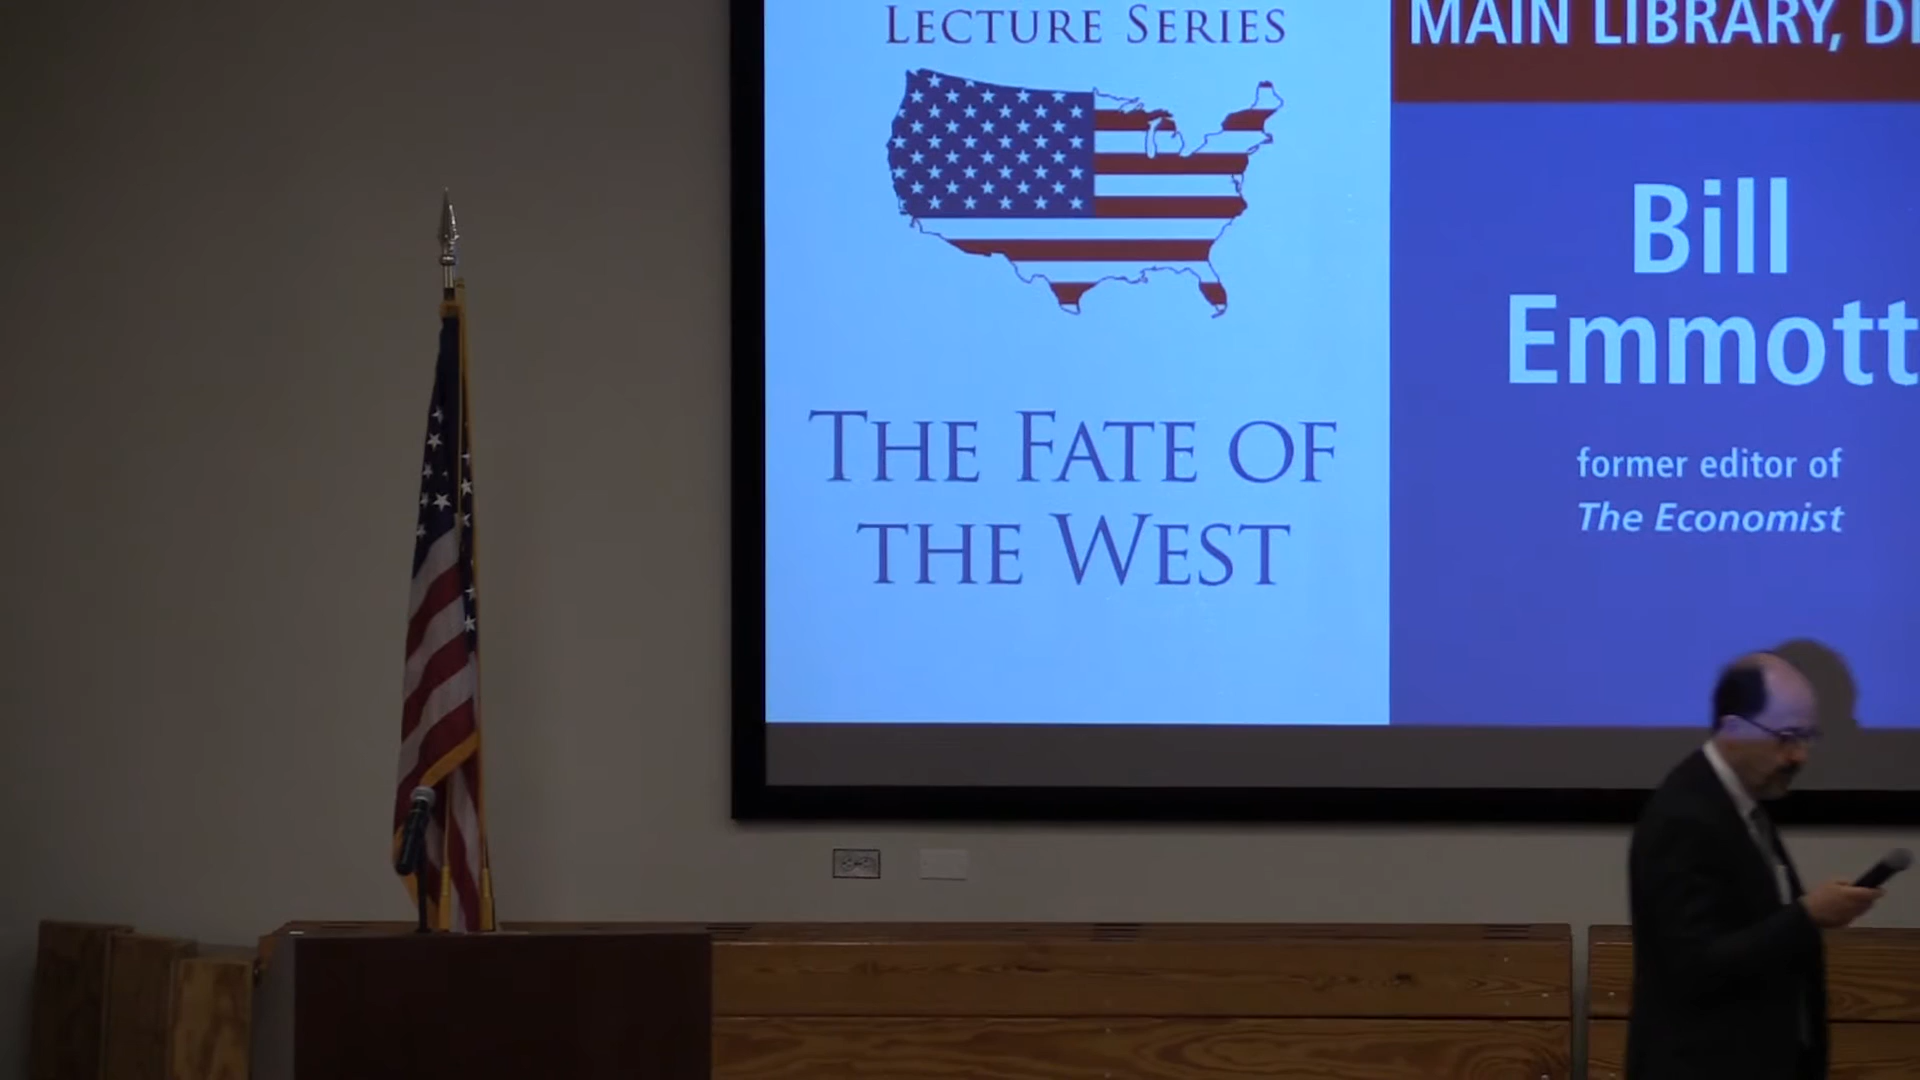 LECTURE SERIES
THE FATE OF
THE WEST
MAIN LIBRARY,
Bill
Emmott
former editor of
The Economist